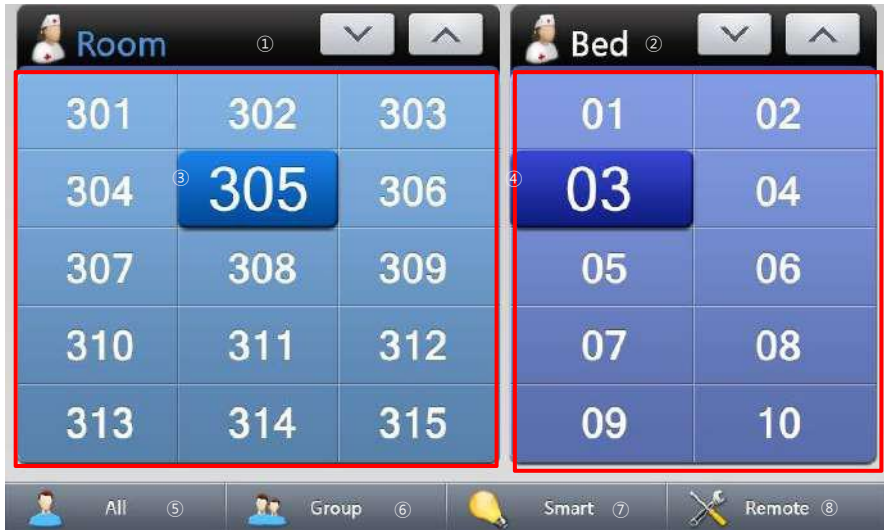 Room ①
Bed ②
301 302 303
01 02
③
304 305 306
④
03 04
307 308 309
05 06
310 311 312
07 08
313 314 315
09 10
All ⑤ Group ⑥ Smart ⑦ Remote ⑧